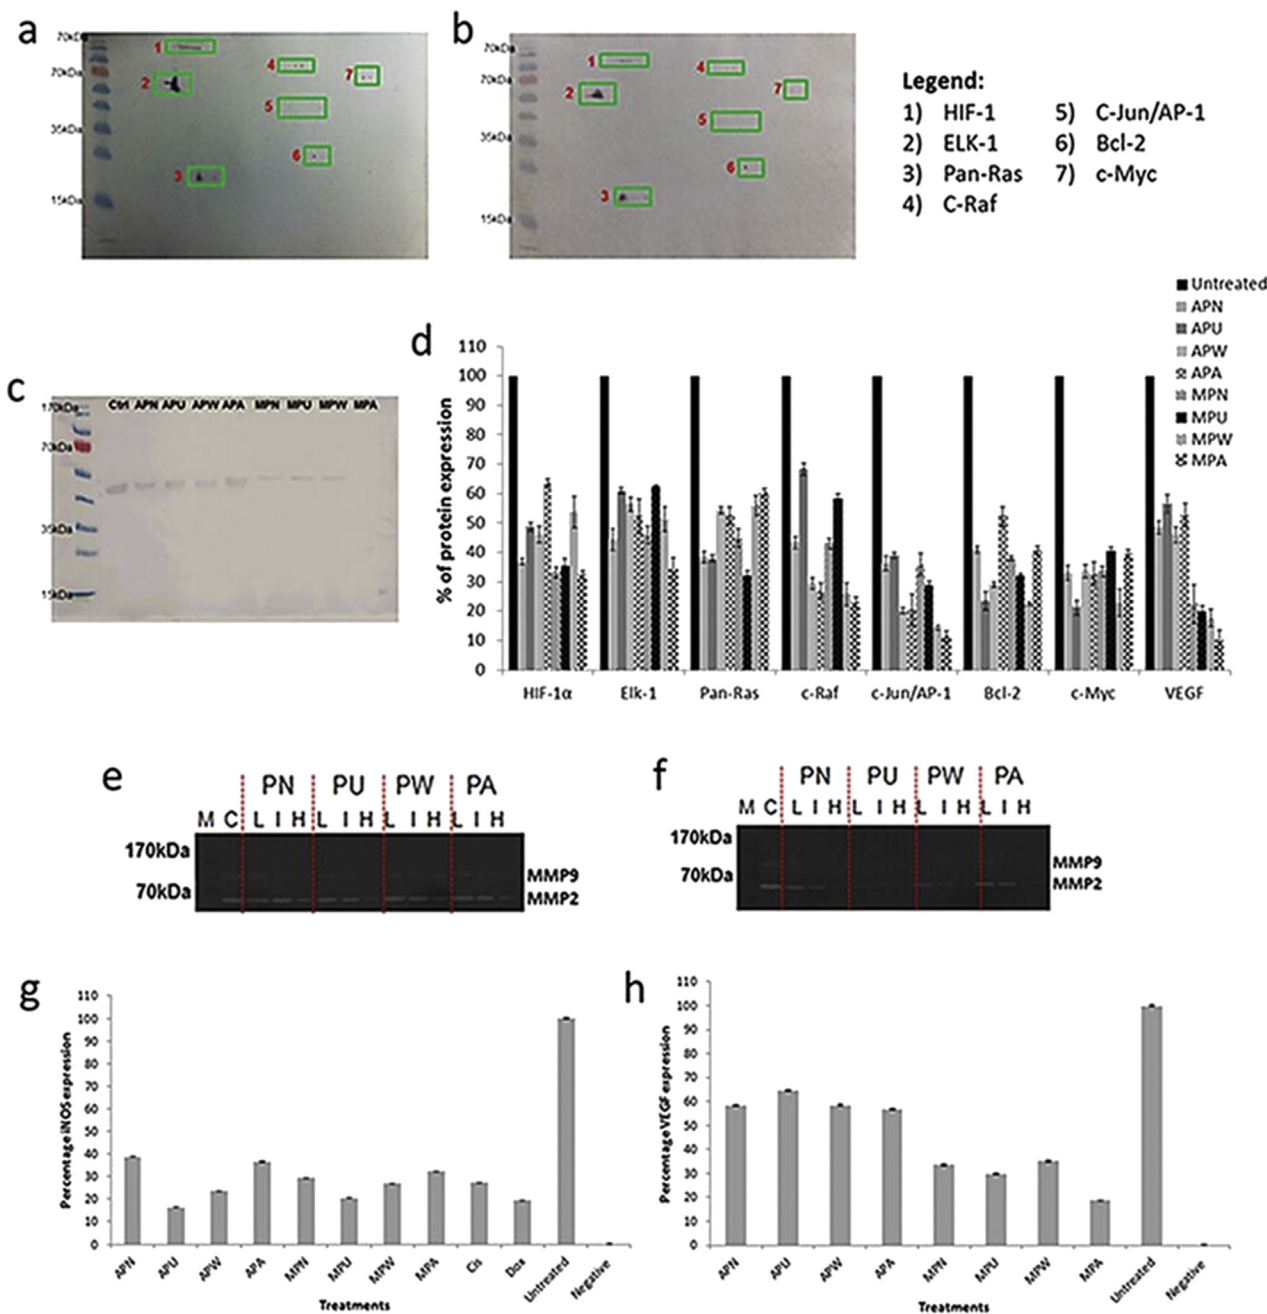 a
70kDa
70kDa
35kDa
15kDa
1
2
3
4
5
6
7
b
70kDa
70kDa
35kDa
15kDa
1
2
3
4
5
6
7
Legend:
1) HIF-1 5) C-Jun/AP-1
2) ELK-1 6) Bcl-2
3) Pan-Ras 7) c-Myc
4) C-Raf
c
Ctrl APN APU APW APA MPN MPU MPW MPA
170kDa
70kDa
35kDa
15kDa
d
Untreated
APN
APU
APW
APA
MPN
MPU
MPW
MPA
% of protein expression
110
100
90
80
70
60
50
40
30
20
10
0
HIF-1α Elk-1 Pan-Ras c-Raf c-Jun/AP-1 Bcl-2 c-Myc VEGF
e
PN PU PW PA
M C L I H L I H L I H L I H
170kDa
70kDa
MMP9
MMP2
f
PN PU PW PA
M C L I H L I H L I H L I H
170kDa
70kDa
MMP9
MMP2
g
Percentage iNOS expression
110
100
90
80
70
60
50
40
30
20
10
0
APN APU APW APA MPN MPU MPW MPA Cis Dox Untreated Negative
Treatments
h
Percentage VEGF expression
110
100
90
80
70
60
50
40
30
20
10
0
APN APU APW APA MPN MPU MPW MPA Untreated Negative
Treatments